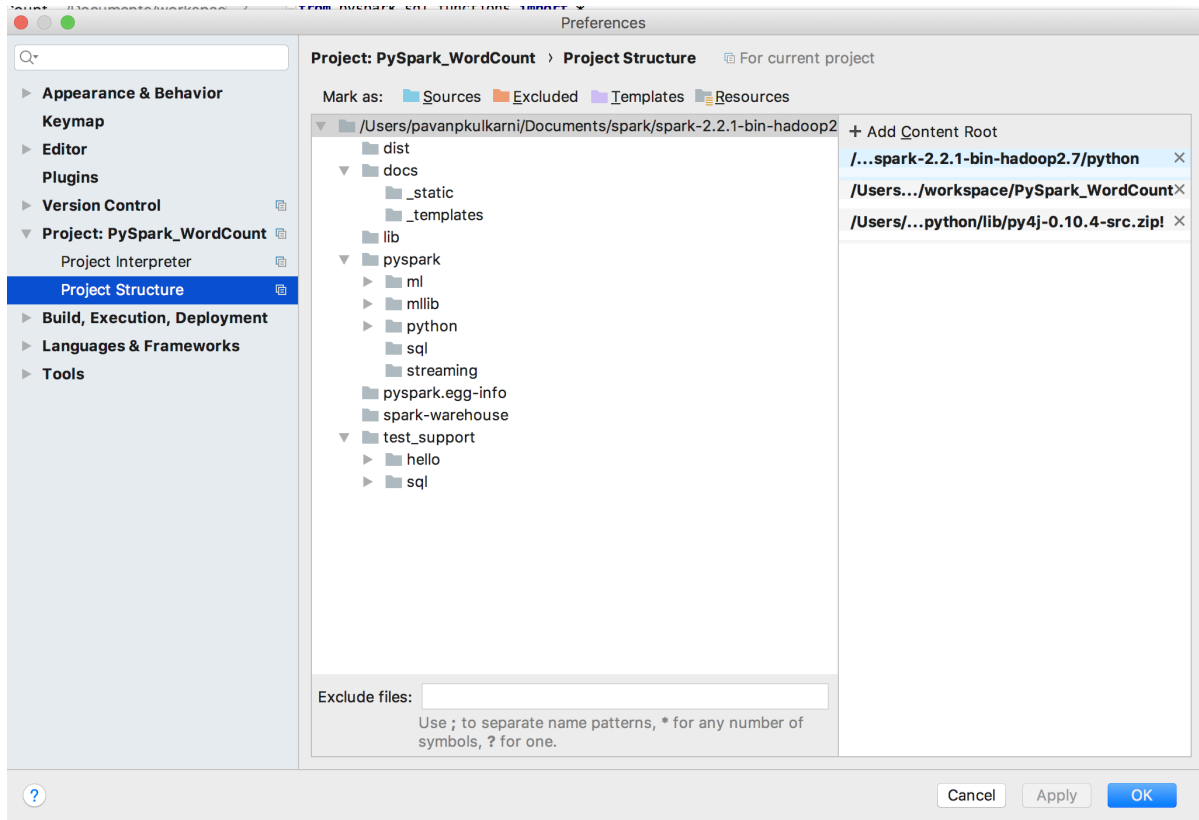 from pyspark.sql.functions import *
Preferences
Project: PySpark_WordCount › Project Structure For current project
Appearance & Behavior
Keymap
Editor
Plugins
Version Control
Project: PySpark_WordCount
Project Interpreter
Project Structure
Build, Execution, Deployment
Languages & Frameworks
Tools
Mark as: Sources Excluded Templates Resources
/Users/pavanpkulkarni/Documents/spark/spark-2.2.1-bin-hadoop2
dist
docs
_static
_templates
lib
pyspark
ml
mllib
python
sql
streaming
pyspark.egg-info
spark-warehouse
test_support
hello
sql
+ Add Content Root
/...spark-2.2.1-bin-hadoop2.7/python
/Users.../workspace/PySpark_WordCount
/Users/...python/lib/py4j-0.10.4-src.zip!
Exclude files:
Use ; to separate name patterns, * for any number of
symbols, ? for one.
?
Cancel Apply OK